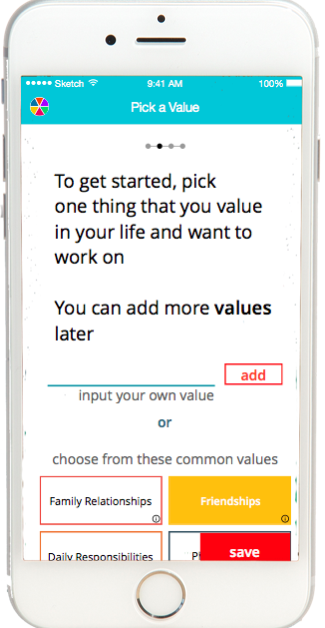 Sketch 9:41 AM 100%
Pick a Value
To get started, pick
one thing that you value
in your life and want to
work on
You can add more values
later
add
input your own value
or
choose from these common values
Family Relationships Friendships
Daily Responsibilities save